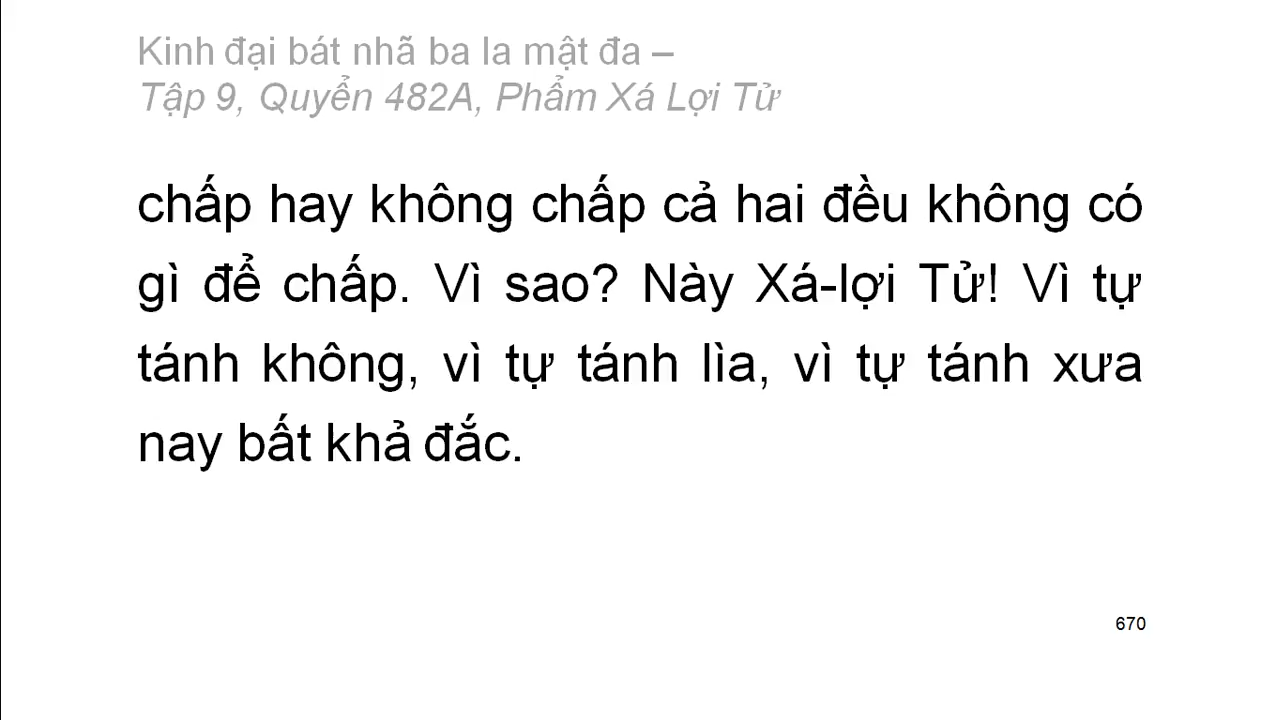 Kinh đại bát nhã ba la mật đa –
Tập 9, Quyển 482A, Phẩm Xá Lợi Tử
chấp hay không chấp cả hai đều không có
gì để chấp. Vì sao? Này Xá-lợi Tử! Vì tự
tánh không, vì tự tánh lìa, vì tự tánh xưa
nay bất khả đắc.
670